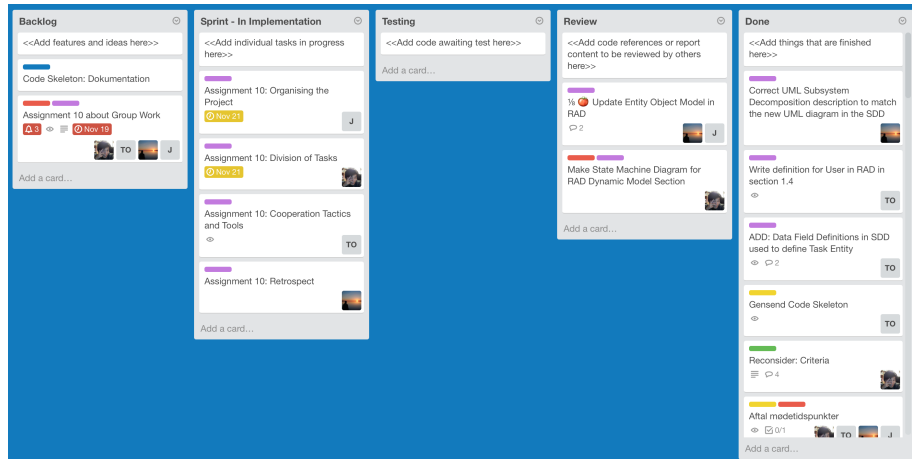 Backlog
<<Add features and ideas here>>
Code Skeleton: Dokumentation
Assignment 10 about Group Work
3
Nov 19
TO
J
Add a card…
Sprint - In Implementation
<<Add individual tasks in progress
here>>
Assignment 10: Organising the
Project
Nov 21
J
Assignment 10: Division of Tasks
Nov 21
Assignment 10: Cooperation Tactics
and Tools
TO
Assignment 10: Retrospect
Add a card…
Testing
<<Add code awaiting test here>>
Add a card…
Review
<<Add code references or report
content to be reviewed by others
here>>
⅛ 🍅 Update Entity Object Model in
RAD
2
J
Make State Machine Diagram for
RAD Dynamic Model Section
Add a card…
Done
<<Add things that are finished
here>>
Correct UML Subsystem
Decomposition description to match
the new UML diagram in the SDD
Write definition for User in RAD in
section 1.4
TO
ADD: Data Field Definitions in SDD
used to define Task Entity
2
TO
Gensend Code Skeleton
TO
Reconsider: Criteria
4
Aftal mødetidspunkter
0/1
TO
J
Add a card…